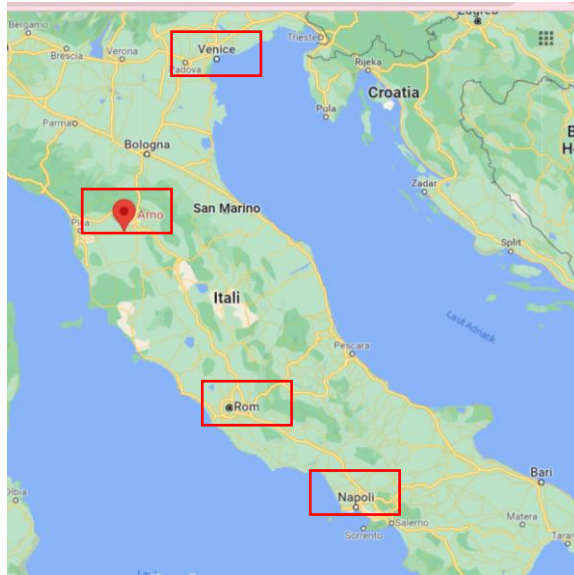 Bergamo
Brescia
Verona
Venice
Padova
Trieste
Zagreb
Rijeka
Croatia
Pula
Parma
Bologna
Zadar
San Marino
Pisa
Arno
Split
Itali
Laut Adriatik
Pescara
Rom
Bari
Napoli
Salerno
Matera
Sorrento
Olbia